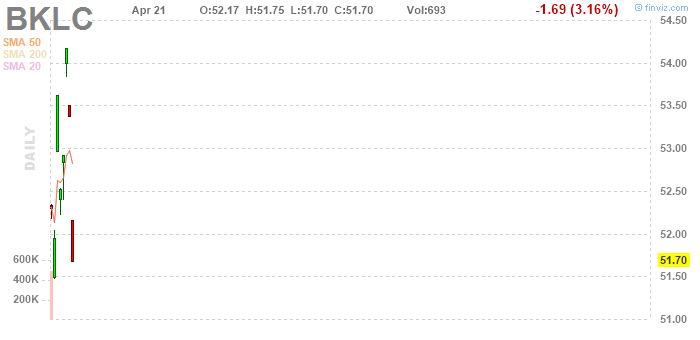 BKLC Apr 21 O:52.17 H:51.75 L:51.70 C:51.70 Vol:693 -1.69 (3.16%) © finviz.com
SMA 50
SMA 200
SMA 20
DAILY
54.50
54.00
53.50
53.00
52.50
52.00
51.70
51.50
51.00
600K
400K
200K